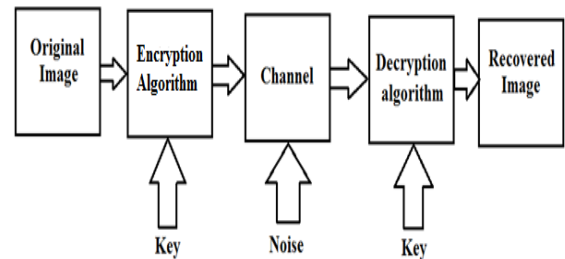 Original
Image
Encryption
Algorithm
Channel
Decryption
algorithm
Recovered
Image
Key
Noise
Key